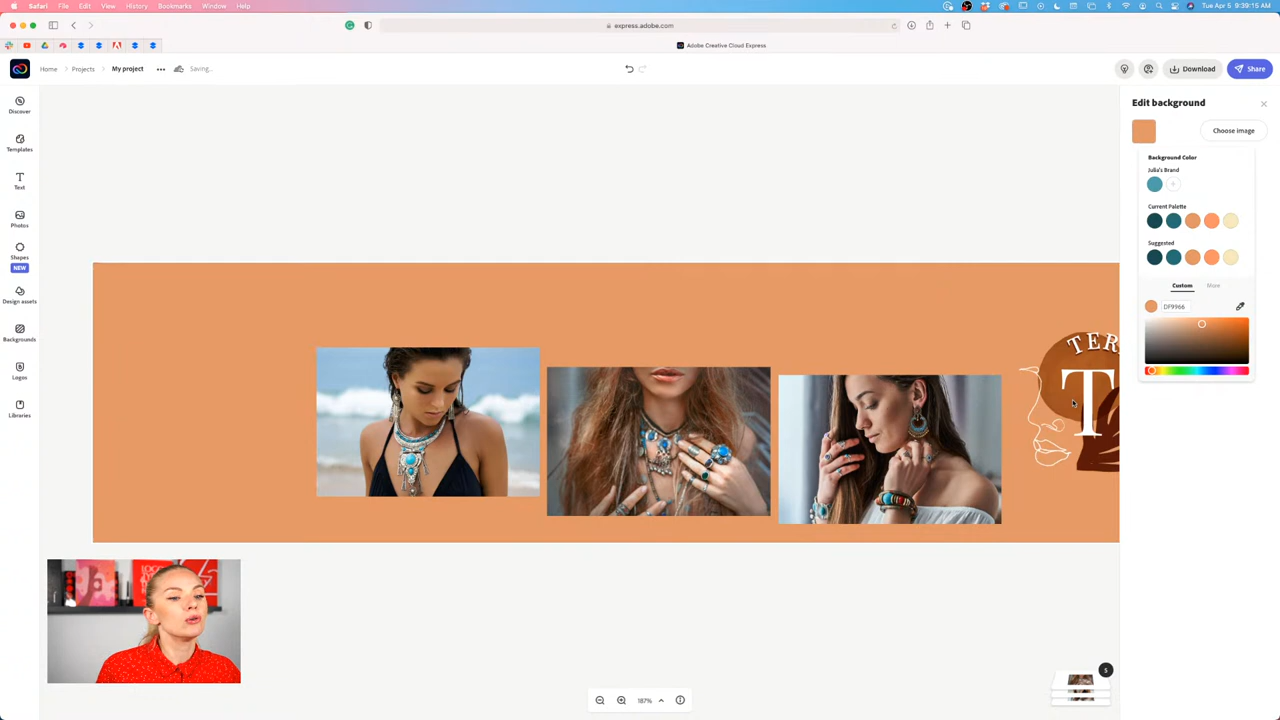 Safari File Edit View History Bookmarks Window Help Tue Apr 5 9:39:15 AM
express.adobe.com
Adobe Creative Cloud Express
Home Projects My project ••• Saving...
Download Share
Discover
Templates
Text
Photos
Shapes
NEW
Design assets
Backgrounds
Logos
Libraries
Edit background
Choose image
Background Color
Julia's Brand
+
Current Palette
Suggested
Custom More
DF9966
TER
T
5
187%